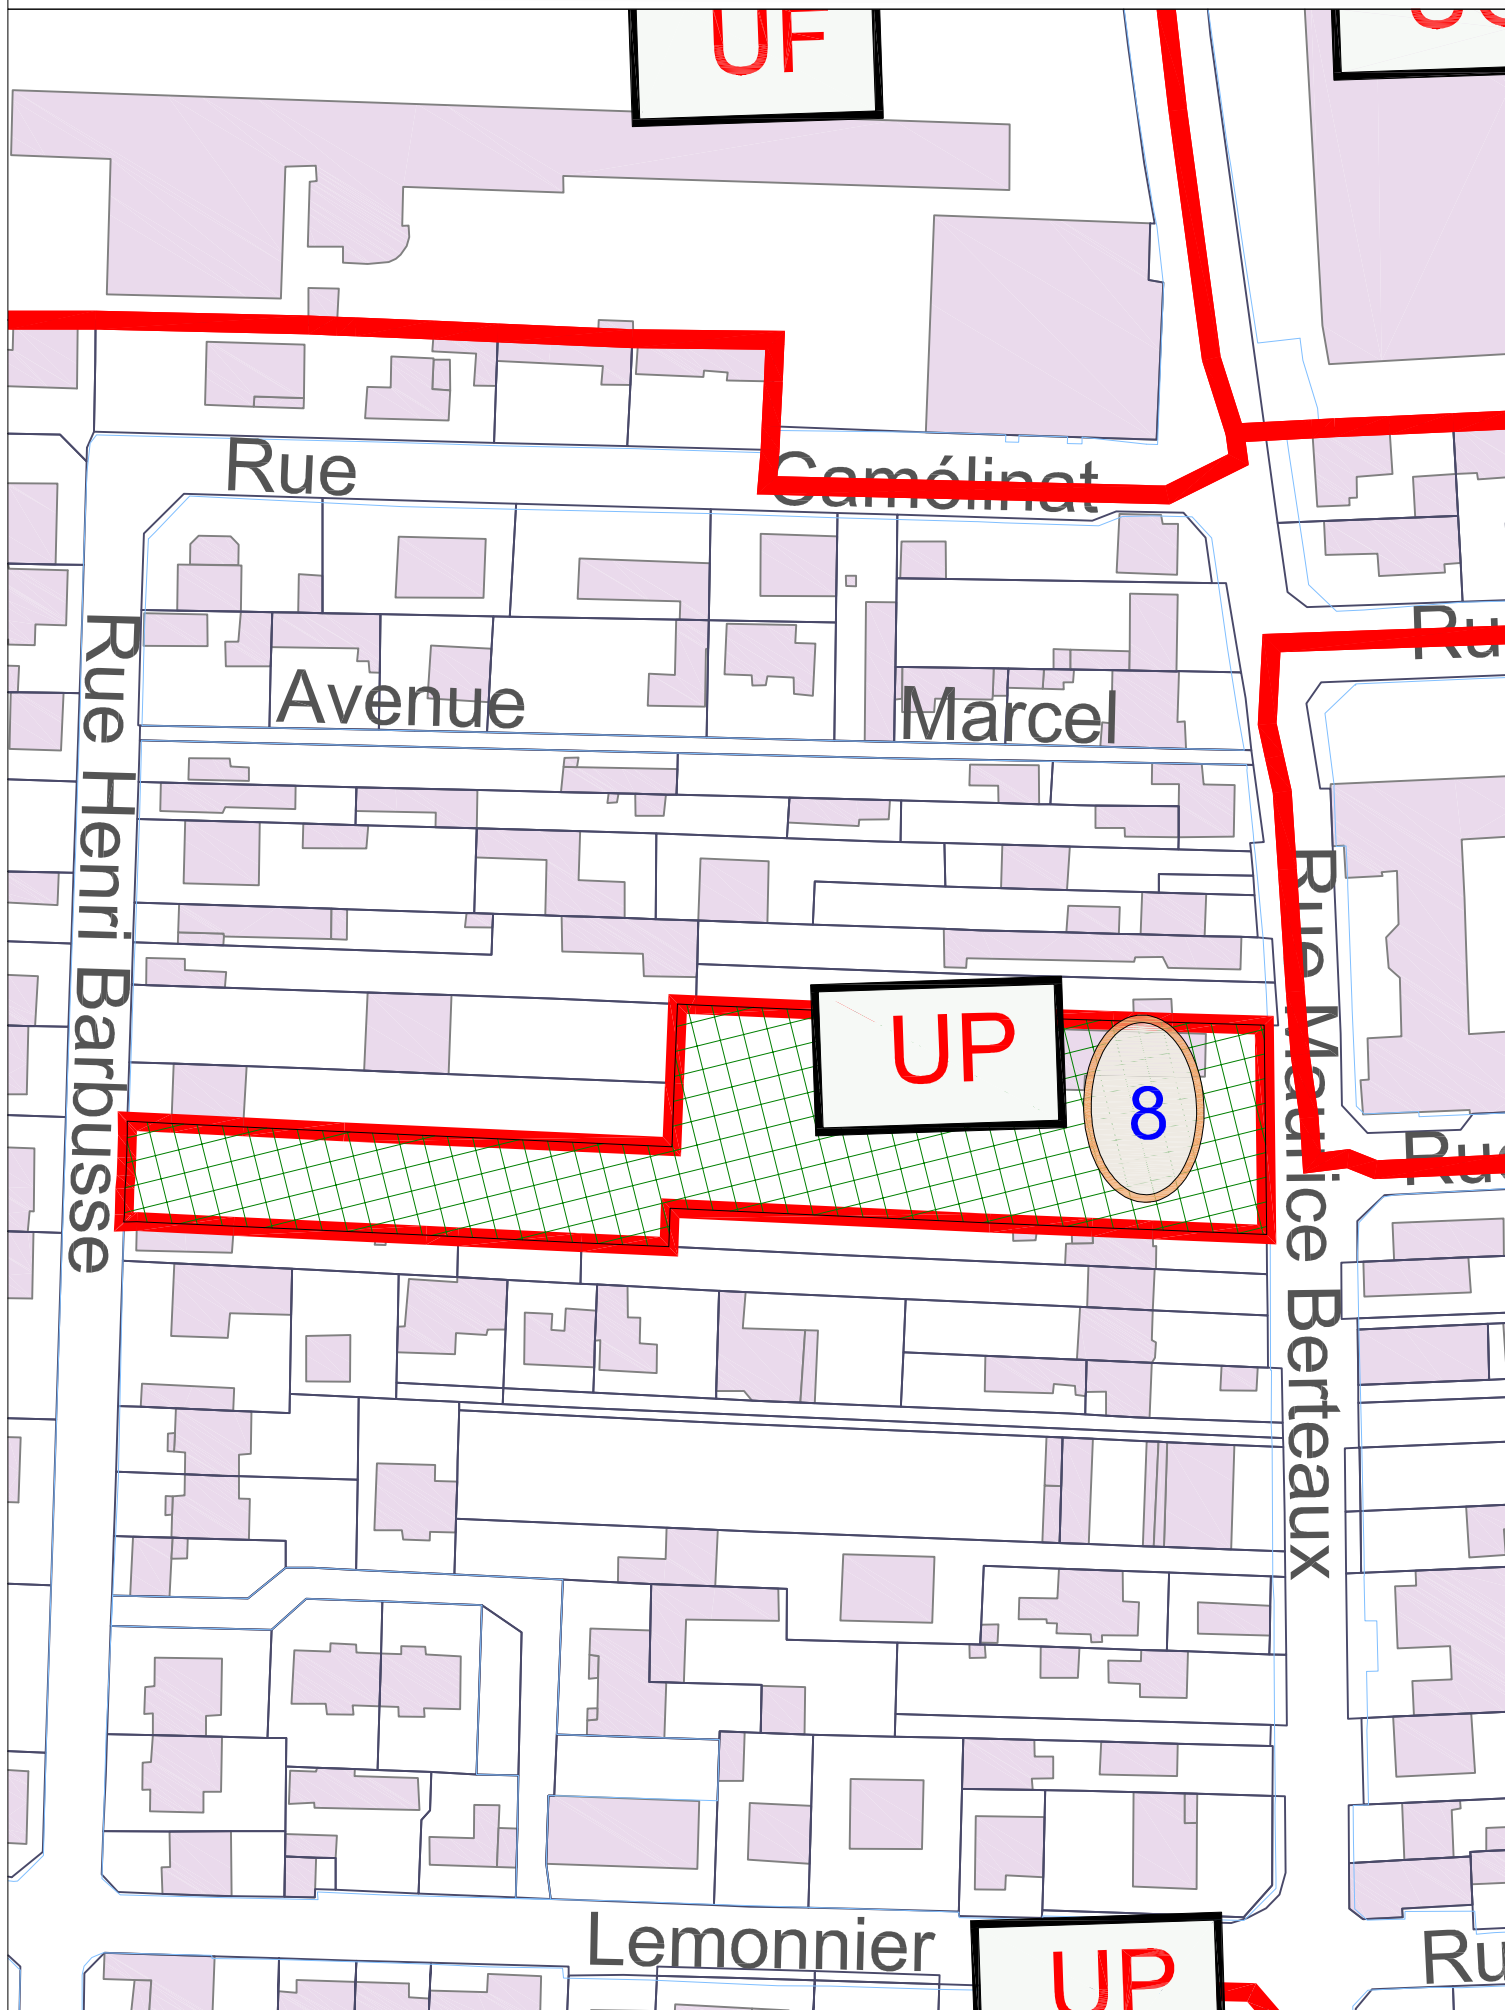 UF
Rue
Camélinat
Avenue
Marcel
Rue Henri Barbusse
UP
8
Rue Maurice Berteaux
Lemonnier
UP